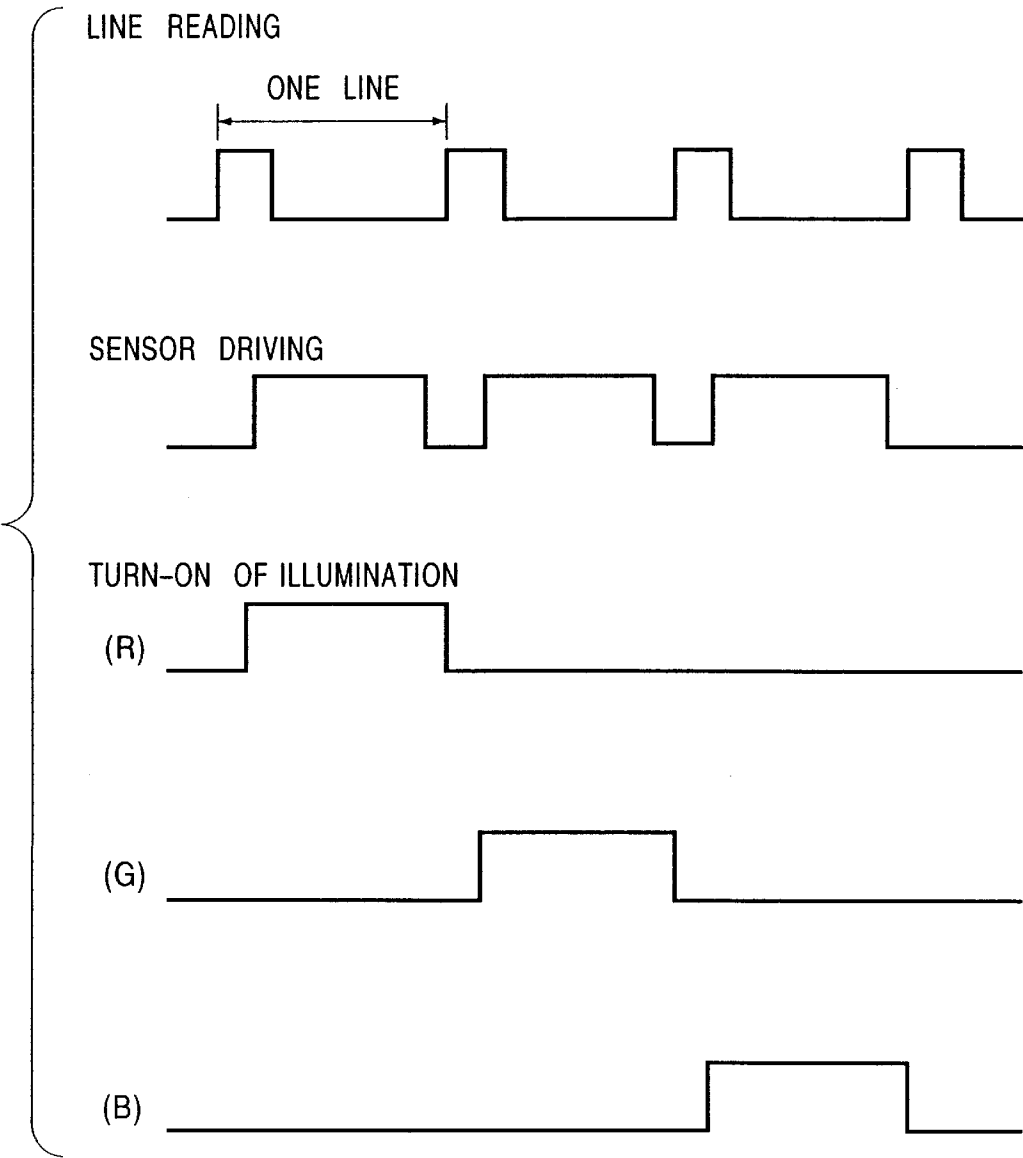 LINE READING
ONE LINE
SENSOR DRIVING
TURN-ON OF ILLUMINATION
(R)
(G)
(B)